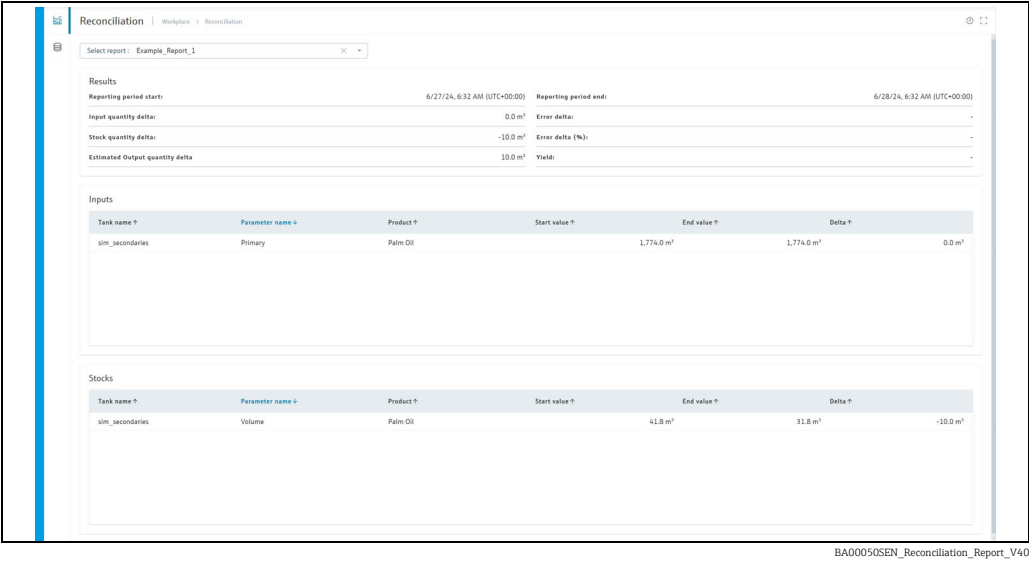 Reconciliation | Workplace > Reconciliation
Select report : Example_Report_1
Results
Reporting period start: 6/27/24, 6:32 AM (UTC+00:00) Reporting period end: 6/28/24, 6:32 AM (UTC+00:00)
Input quantity delta: 0.0 m³ Error delta: -
Stock quantity delta: -10.0 m³ Error delta (%): -
Estimated Output quantity delta 10.0 m³ Yield: -
Inputs
Tank name ↑ Parameter name ↓ Product ↑ Start value ↑ End value ↑ Delta ↑
sim_secondaries Primary Palm Oil 1,774.0 m³ 1,774.0 m³ 0.0 m³
Stocks
Tank name ↑ Parameter name ↓ Product ↑ Start value ↑ End value ↑ Delta ↑
sim_secondaries Volume Palm Oil 41.8 m³ 31.8 m³ -10.0 m³
BA00050SEN_Reconciliation_Report_V40